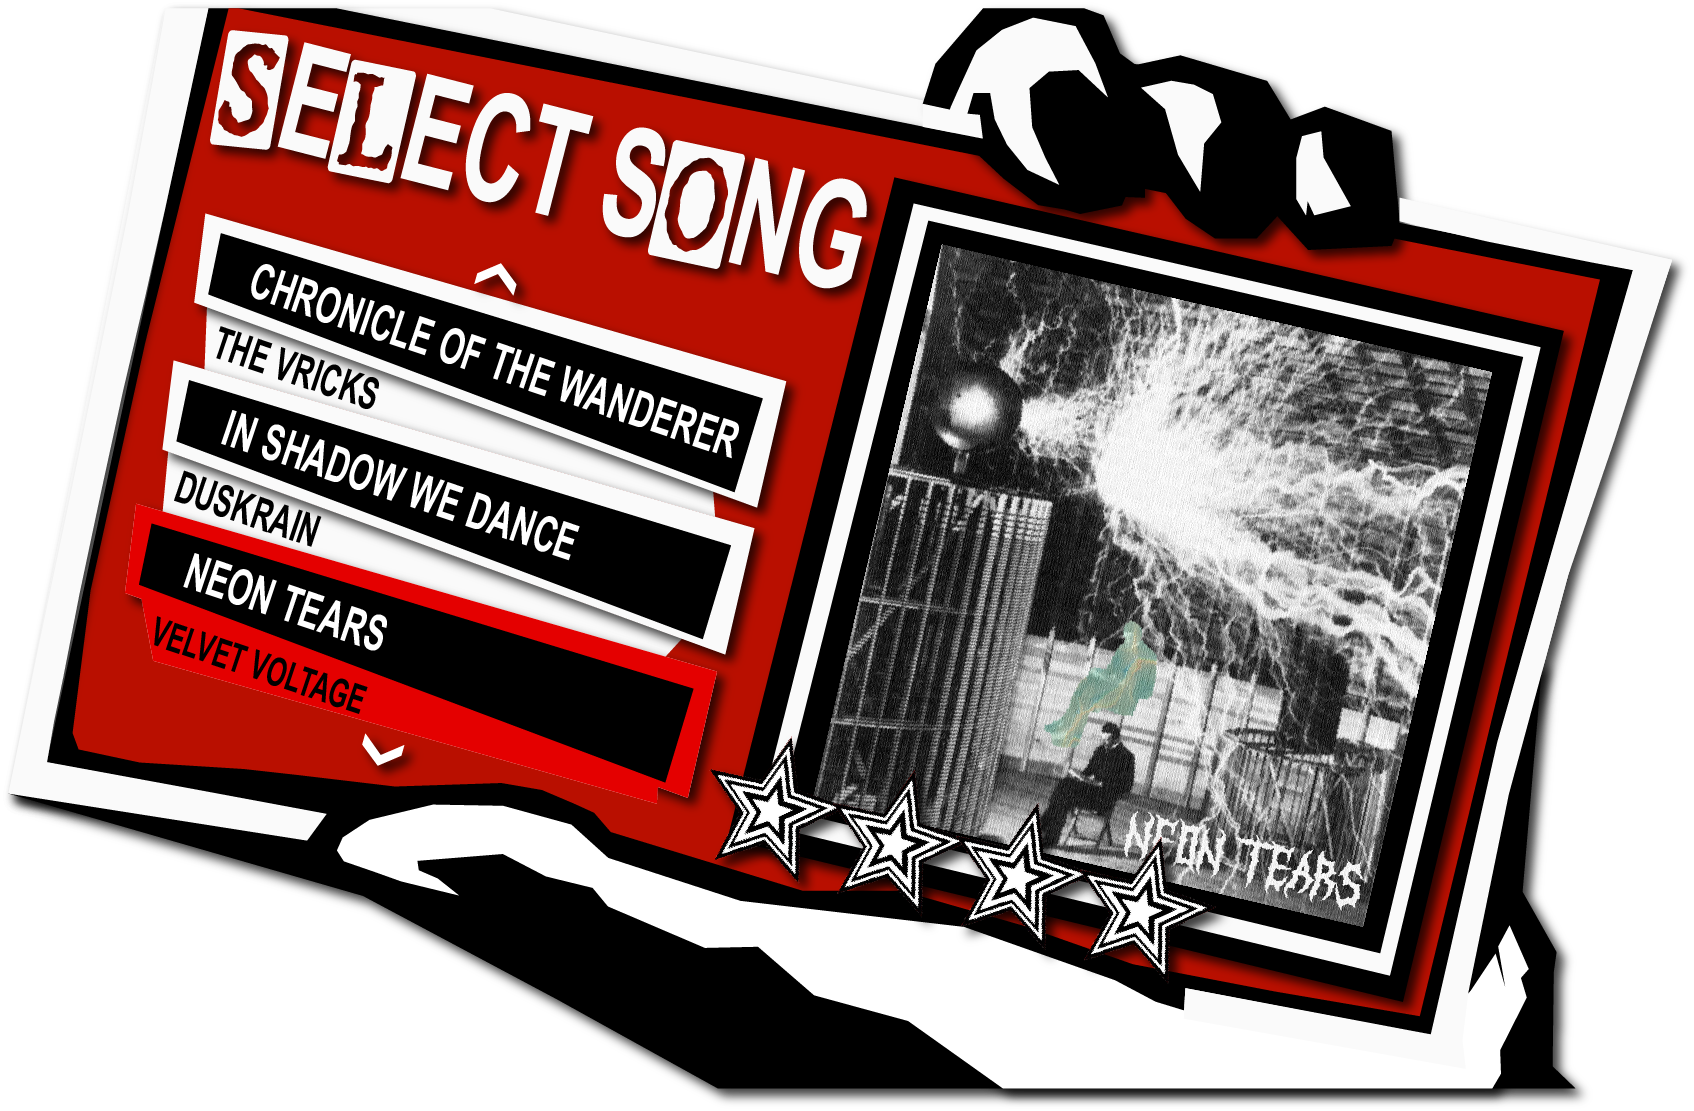 SELECT SONG
CHRONICLE OF THE WANDERER
THE VRICKS
IN SHADOW WE DANCE
DUSKRAIN
NEON TEARS
VELVET VOLTAGE
NEON TEARS